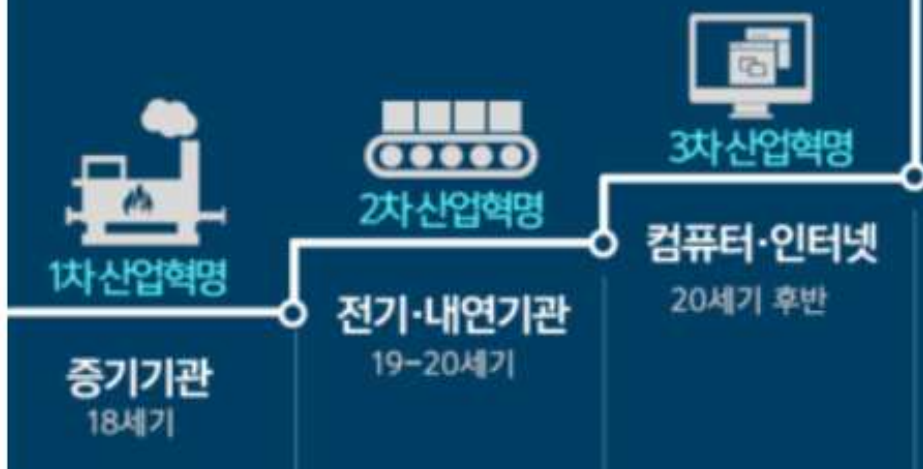 1차 산업혁명
증기기관
18세기
2차 산업혁명
전기·내연기관
19-20세기
3차 산업혁명
컴퓨터·인터넷
20세기 후반